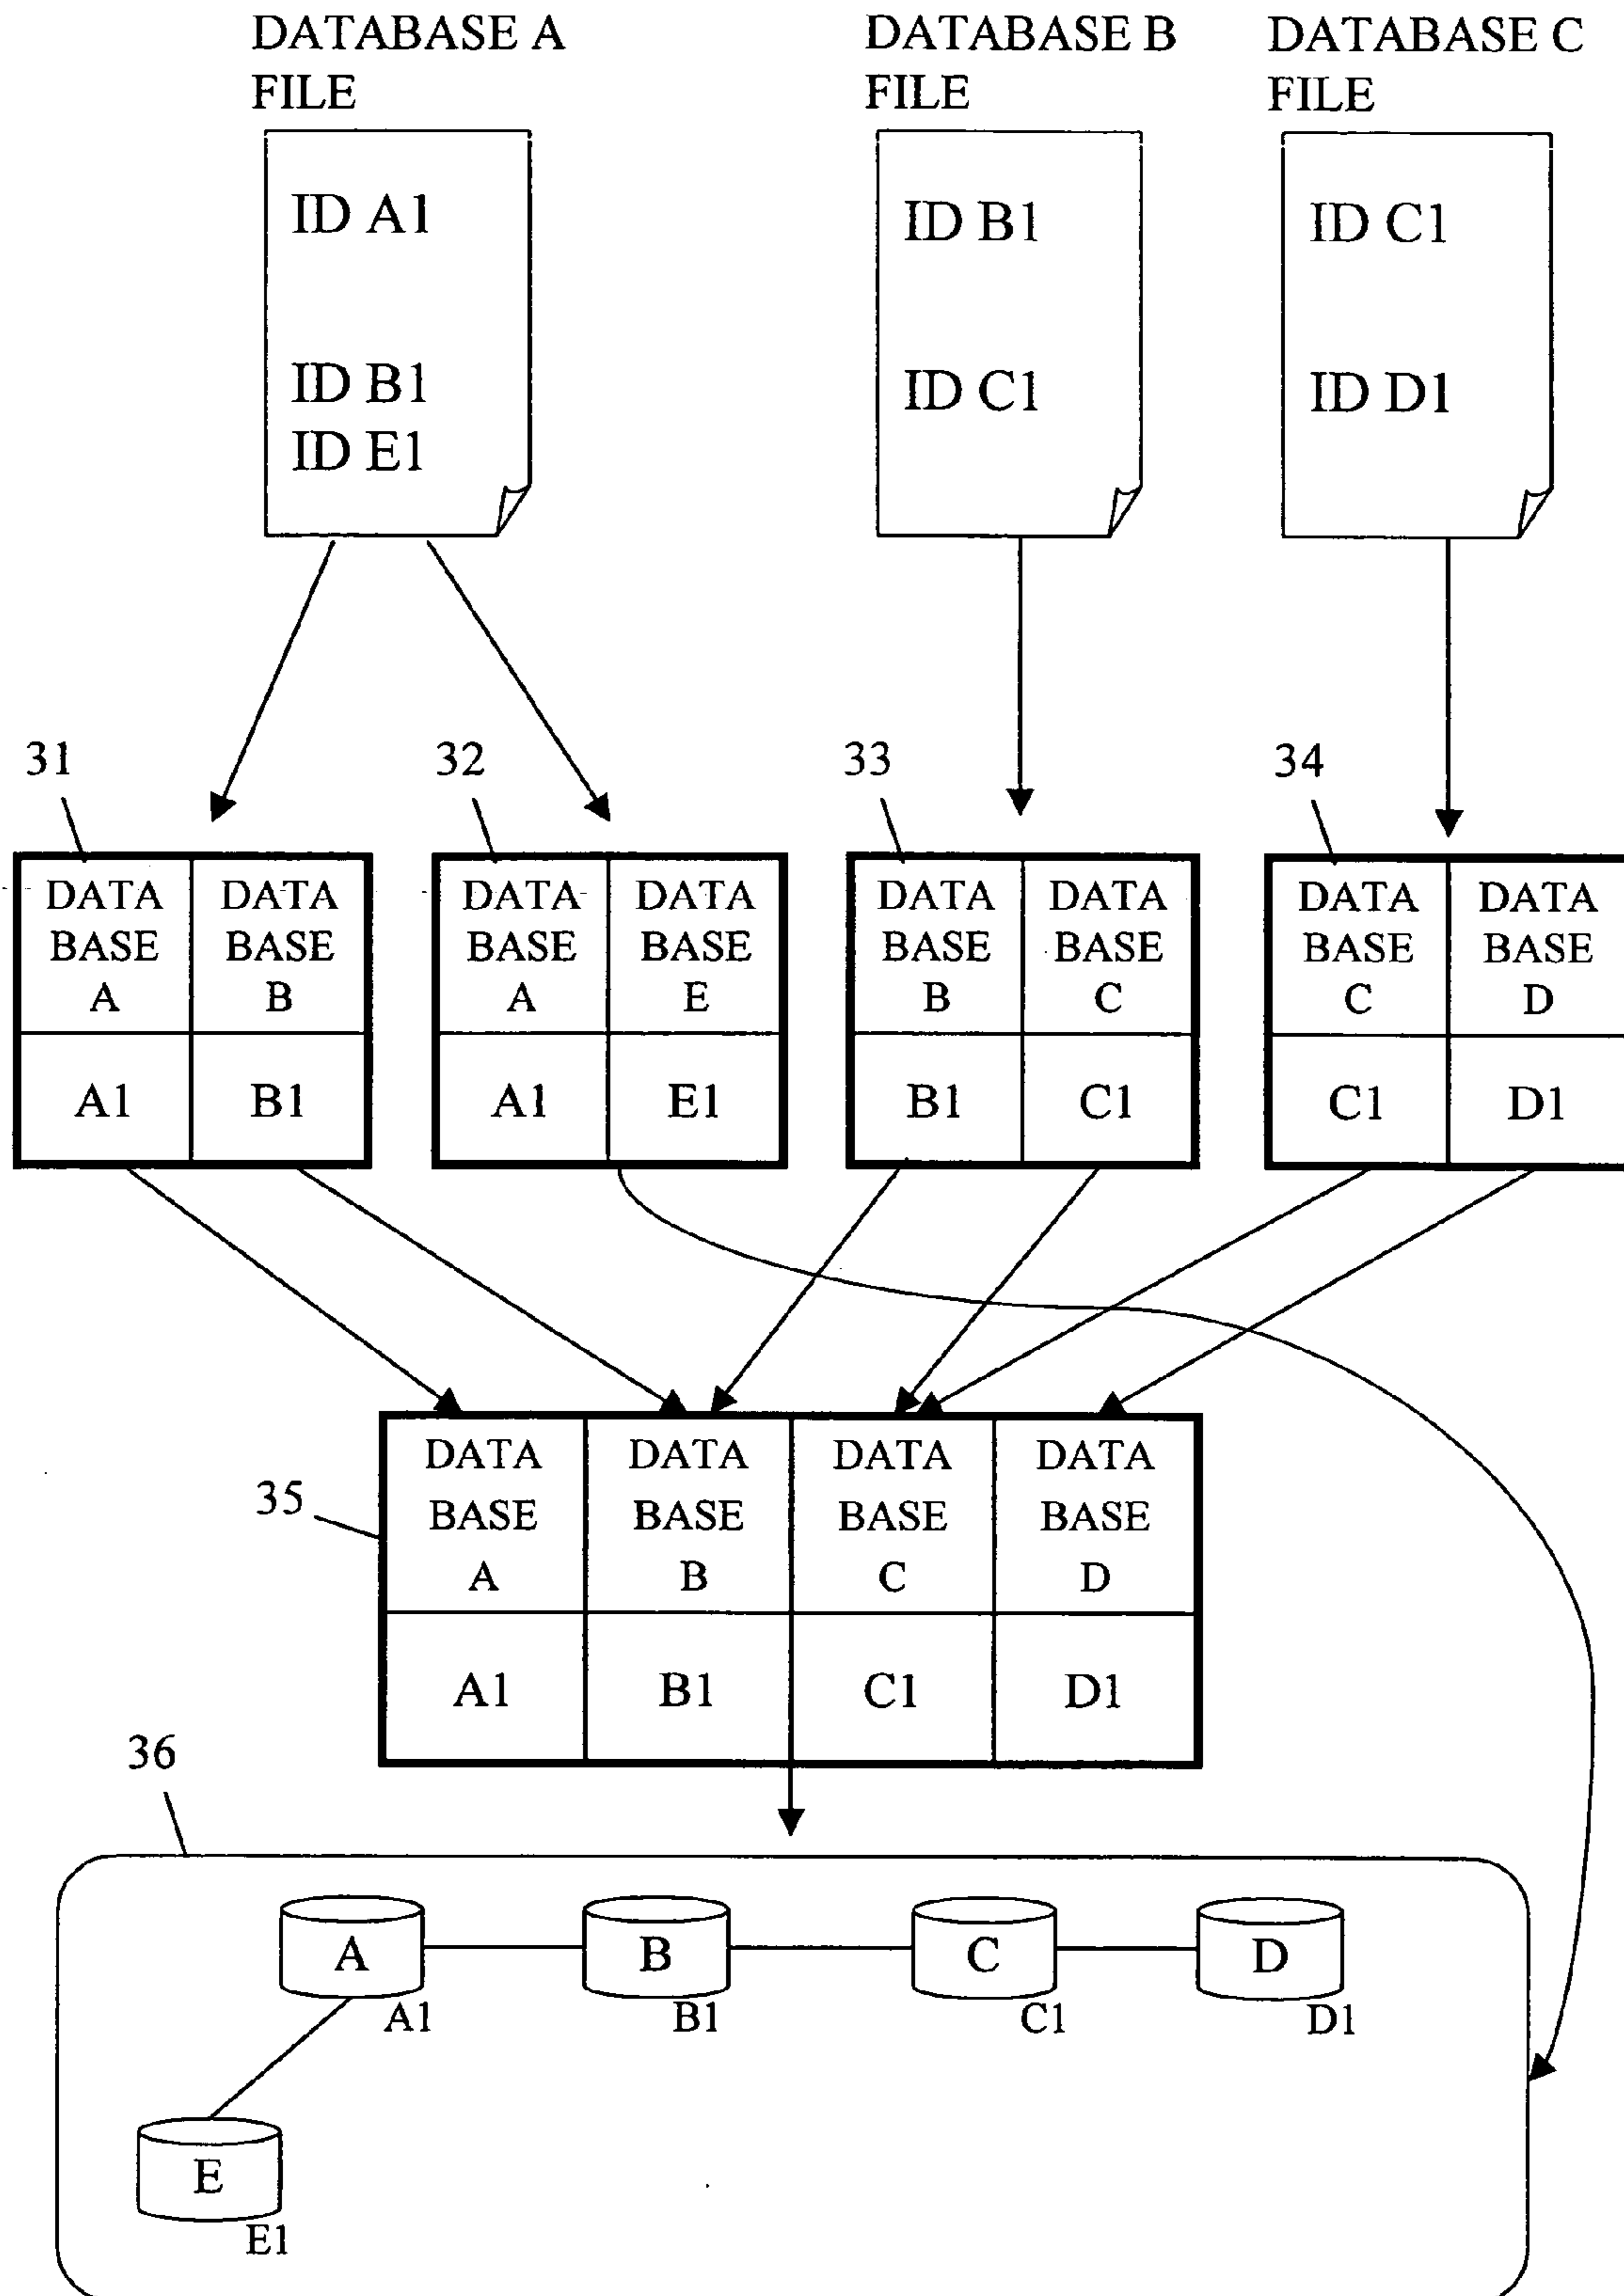 DATABASE A
FILE
DATABASE B
FILE
DATABASE C
FILE
ID A1
ID B1
ID E1
ID B1
ID C1
ID C1
ID D1
31
32
33
34
DATA
BASE
A
DATA
BASE
B
A1
B1
DATA
BASE
A
DATA
BASE
E
A1
E1
DATA
BASE
B
DATA
BASE
C
B1
C1
DATA
BASE
C
DATA
BASE
D
C1
D1
35
DATA
BASE
A
DATA
BASE
B
DATA
BASE
C
DATA
BASE
D
A1
B1
C1
D1
36
A
B
C
D
A1
B1
C1
D1
E
E1